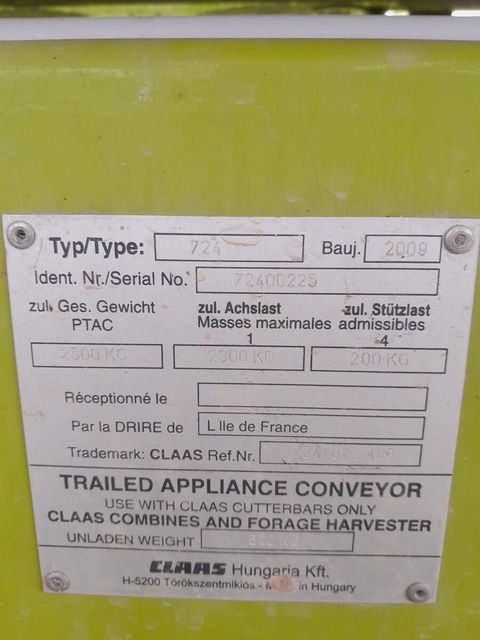 Typ/Type: 724 Bauj. 2009
Ident. Nr./Serial No. 72400225
zul. Ges. Gewicht zul. Achslast zul. Stützlast
PTAC Masses maximales admissibles
1 4
2500 KG 2300 KG 200 KG
Réceptionné le
Par la DRIRE de L Ile de France
Trademark: CLAAS Ref.Nr.
TRAILED APPLIANCE CONVEYOR
USE WITH CLAAS CUTTERBARS ONLY
CLAAS COMBINES AND FORAGE HARVESTER
UNLADEN WEIGHT KG
CLAAS Hungaria Kft.
H-5200 Törökszentmiklós - Made in Hungary